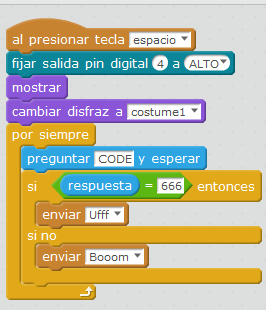 al presionar tecla espacio
fijar salida pin digital 4 a ALTO
mostrar
cambiar disfraz a costume1
por siempre
preguntar CODE y esperar
si respuesta = 666 entonces
enviar Ufff
si no
enviar Booom